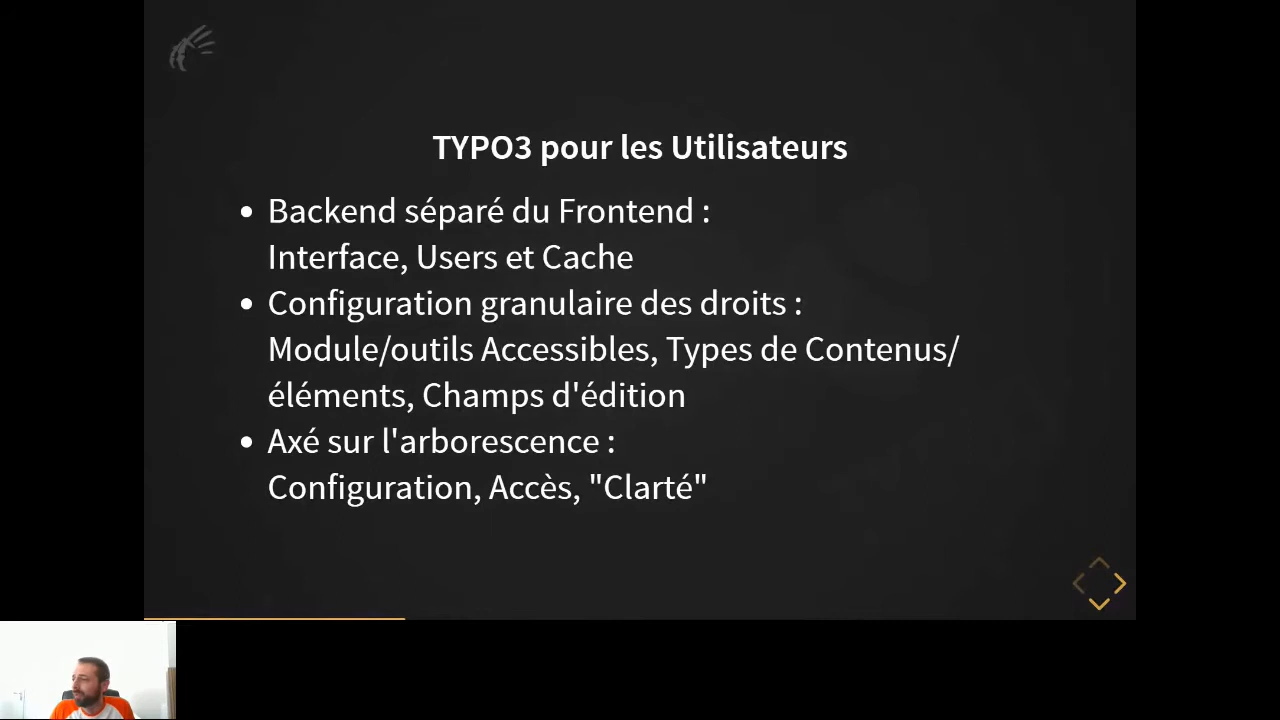 TYPO3 pour les Utilisateurs
• Backend séparé du Frontend :
Interface, Users et Cache
• Configuration granulaire des droits :
Module/outils Accessibles, Types de Contenus/
éléments, Champs d'édition
• Axé sur l'arborescence :
Configuration, Accès, "Clarté"